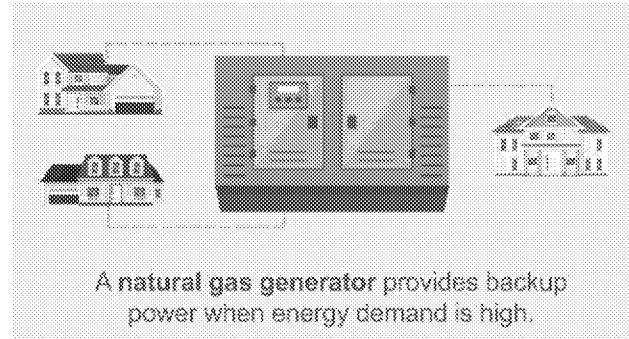 A natural gas generator provides backup
power when energy demand is high.